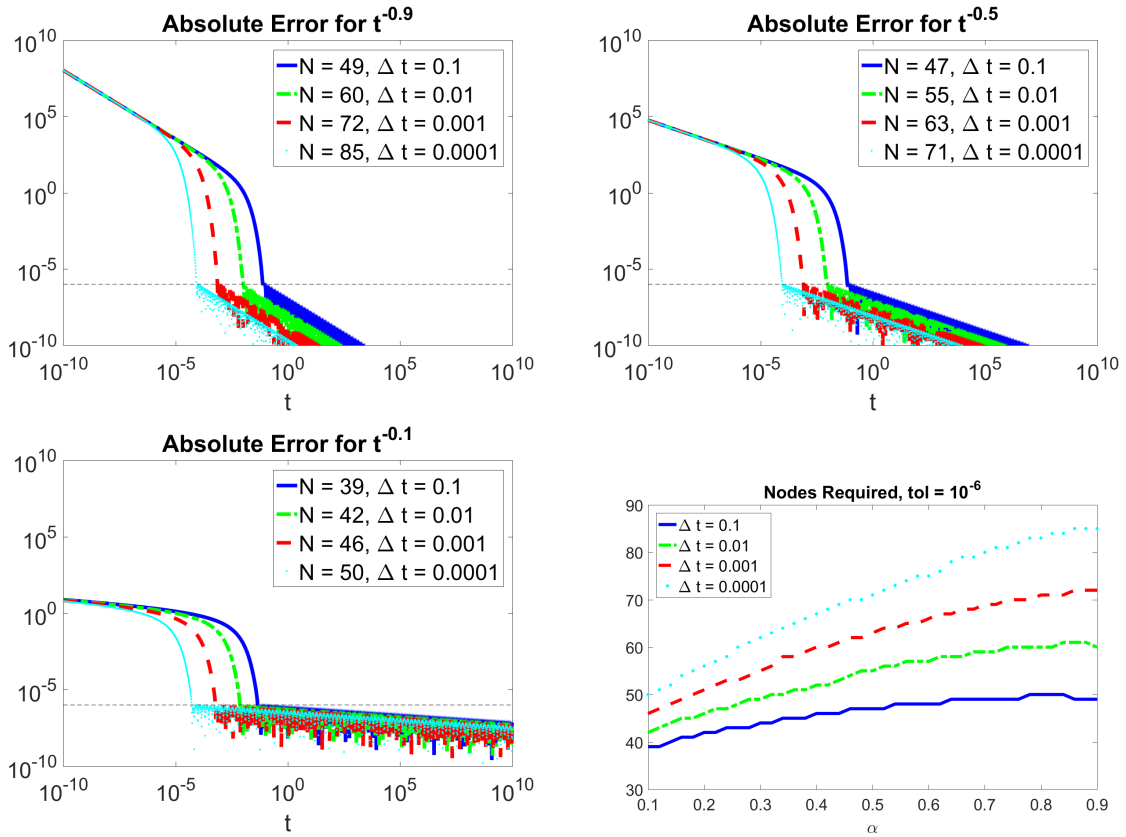 Absolute Error for t^-0.9
10^10
10^5
10^0
10^-5
10^-10
N = 49, Δ t = 0.1
N = 60, Δ t = 0.01
N = 72, Δ t = 0.001
N = 85, Δ t = 0.0001
10^-10 10^-5 10^0 10^5 10^10
t
Absolute Error for t^-0.5
10^10
10^5
10^0
10^-5
10^-10
N = 47, Δ t = 0.1
N = 55, Δ t = 0.01
N = 63, Δ t = 0.001
N = 71, Δ t = 0.0001
10^-10 10^-5 10^0 10^5 10^10
t
Absolute Error for t^-0.1
10^10
10^5
10^0
10^-5
10^-10
N = 39, Δ t = 0.1
N = 42, Δ t = 0.01
N = 46, Δ t = 0.001
N = 50, Δ t = 0.0001
10^-10 10^-5 10^0 10^5 10^10
t
Nodes Required, tol = 10^-6
90
80
70
60
50
40
30
Δ t = 0.1
Δ t = 0.01
Δ t = 0.001
Δ t = 0.0001
0.1 0.2 0.3 0.4 0.5 0.6 0.7 0.8 0.9
α